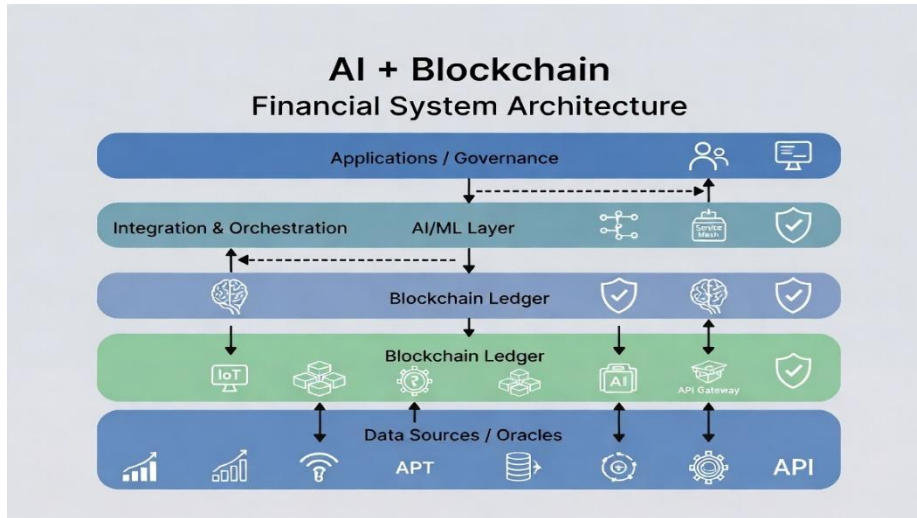 AI + Blockchain
Financial System Architecture
Applications / Governance
Integration & Orchestration
AI/ML Layer
Service
Mesh
Blockchain Ledger
Blockchain Ledger
IoT
AI
API Gateway
Data Sources / Oracles
APT
API